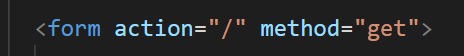 <form action="/" method="get">